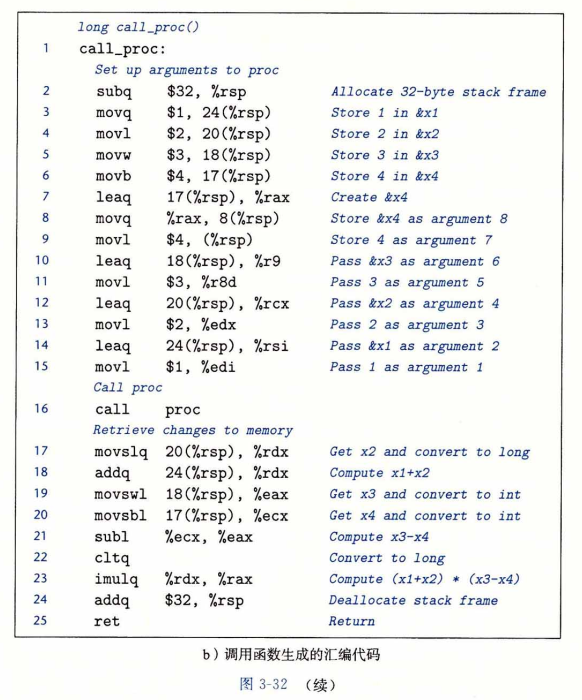 long call_proc()
1 call_proc:
Set up arguments to proc
2 subq $32, %rsp Allocate 32-byte stack frame
3 movq $1, 24(%rsp) Store 1 in &x1
4 movl $2, 20(%rsp) Store 2 in &x2
5 movw $3, 18(%rsp) Store 3 in &x3
6 movb $4, 17(%rsp) Store 4 in &x4
7 leaq 17(%rsp), %rax Create &x4
8 movq %rax, 8(%rsp) Store &x4 as argument 8
9 movl $4, (%rsp) Store 4 as argument 7
10 leaq 18(%rsp), %r9 Pass &x3 as argument 6
11 movl $3, %r8d Pass 3 as argument 5
12 leaq 20(%rsp), %rcx Pass &x2 as argument 4
13 movl $2, %edx Pass 2 as argument 3
14 leaq 24(%rsp), %rsi Pass &x1 as argument 2
15 movl $1, %edi Pass 1 as argument 1
Call proc
16 call proc
Retrieve changes to memory
17 movslq 20(%rsp), %rdx Get x2 and convert to long
18 addq 24(%rsp), %rdx Compute x1+x2
19 movswl 18(%rsp), %eax Get x3 and convert to int
20 movsbl 17(%rsp), %ecx Get x4 and convert to int
21 subl %ecx, %eax Compute x3-x4
22 cltq Convert to long
23 imulq %rdx, %rax Compute (x1+x2) * (x3-x4)
24 addq $32, %rsp Deallocate stack frame
25 ret Return
b）调用函数生成的汇编代码
图 3-32 （续）